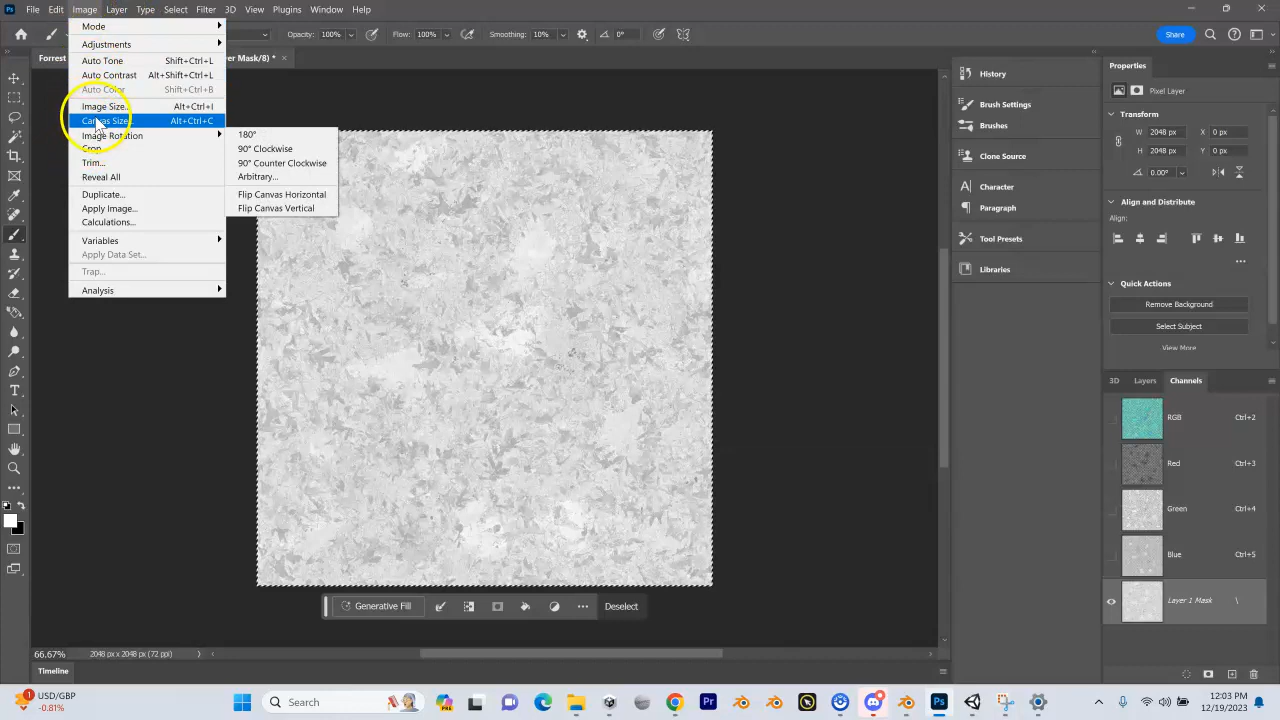 Ps File Edit Image Layer Type Select Filter 3D View Plugins Window Help
Opacity: 100% Flow: 100% Smoothing: 10% 0° Share
Forrest
er Mask/8) * ×
Mode
Adjustments
Auto Tone Shift+Ctrl+L
Auto Contrast Alt+Shift+Ctrl+L
Auto Color Shift+Ctrl+B
Image Size... Alt+Ctrl+I
Canvas Size... Alt+Ctrl+C
Image Rotation
Crop
Trim...
Reveal All
Duplicate...
Apply Image...
Calculations...
Variables
Apply Data Set...
Trap...
Analysis
180°
90° Clockwise
90° Counter Clockwise
Arbitrary...
Flip Canvas Horizontal
Flip Canvas Vertical
Generative Fill Deselect
66.67% 2048 px x 2048 px (72 ppi)
Timeline
History
Brush Settings
Brushes
Clone Source
Character
Paragraph
Tool Presets
Libraries
Properties
Pixel Layer
Transform
W 2048 px X 0 px
H 2048 px Y 0 px
0.00°
Align and Distribute
Align:
Quick Actions
Remove Background
Select Subject
View More
3D Layers Channels
RGB Ctrl+2
Red Ctrl+3
Green Ctrl+4
Blue Ctrl+5
Layer 1 Mask \
1 USD/GBP
-0.81%
Search
Pr
Ps
12:03 PM
12/19/2023